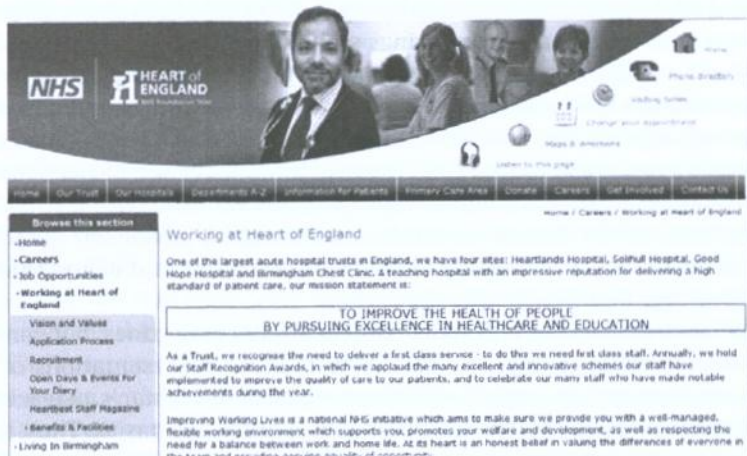 NHS
HEART of
ENGLAND
NHS Foundation Trust
Home
Phone directory
Visiting times
Change your appointment
Maps & directions
Listen to this page
Home Our Trust Our Hospitals Departments A-Z Information for Patients Primary Care Area Donate Careers Get Involved Contact Us
Home / Careers / Working at Heart of England
Browse this section
Home
Careers
Job Opportunities
Working at Heart of
England
Vision and Values
Application Process
Recruitment
Open Days & Events For
Your Diary
Heartbeat Staff Magazine
Benefits & Facilities
Living In Birmingham
Working at Heart of England
One of the largest acute hospital trusts in England, we have four sites: Heartlands Hospital, Solihull Hospital, Good
Hope Hospital and Birmingham Chest Clinic. A teaching hospital with an impressive reputation for delivering a high
standard of patient care, our mission statement is:
TO IMPROVE THE HEALTH OF PEOPLE
BY PURSUING EXCELLENCE IN HEALTHCARE AND EDUCATION
As a Trust, we recognise the need to deliver a first class service - to do this we need first class staff. Annually, we hold
our Staff Recognition Awards, in which we applaud the many excellent and innovative schemes our staff have
implemented to improve the quality of care to our patients, and to celebrate our many staff who have made notable
achievements during the year.
Improving Working Lives is a national NHS initiative which aims to make sure we provide you with a well-managed,
flexible working environment which supports you, promotes your welfare and development, as well as respecting the
need for a balance between work and home life. At its heart is an honest belief in valuing the differences of everyone in
the team and providing genuine equality of opportunity.